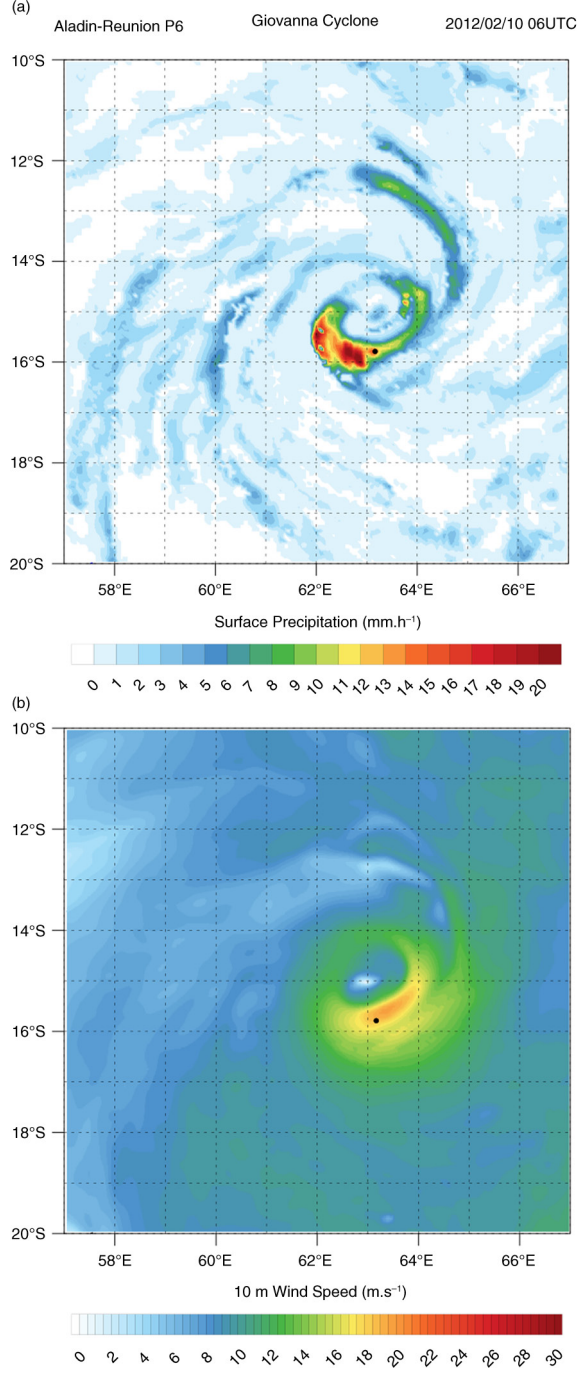 (a)
Aladin-Reunion P6 Giovanna Cyclone 2012/02/10 06UTC
10°S
12°S
14°S
16°S
18°S
20°S
58°E 60°E 62°E 64°E 66°E
Surface Precipitation (mm.h⁻¹)
0 1 2 3 4 5 6 7 8 9 10 11 12 13 14 15 16 17 18 19 20
(b)
10°S
12°S
14°S
16°S
18°S
20°S
58°E 60°E 62°E 64°E 66°E
10 m Wind Speed (m.s⁻¹)
0 2 4 6 8 10 12 14 16 18 20 22 24 26 28 30